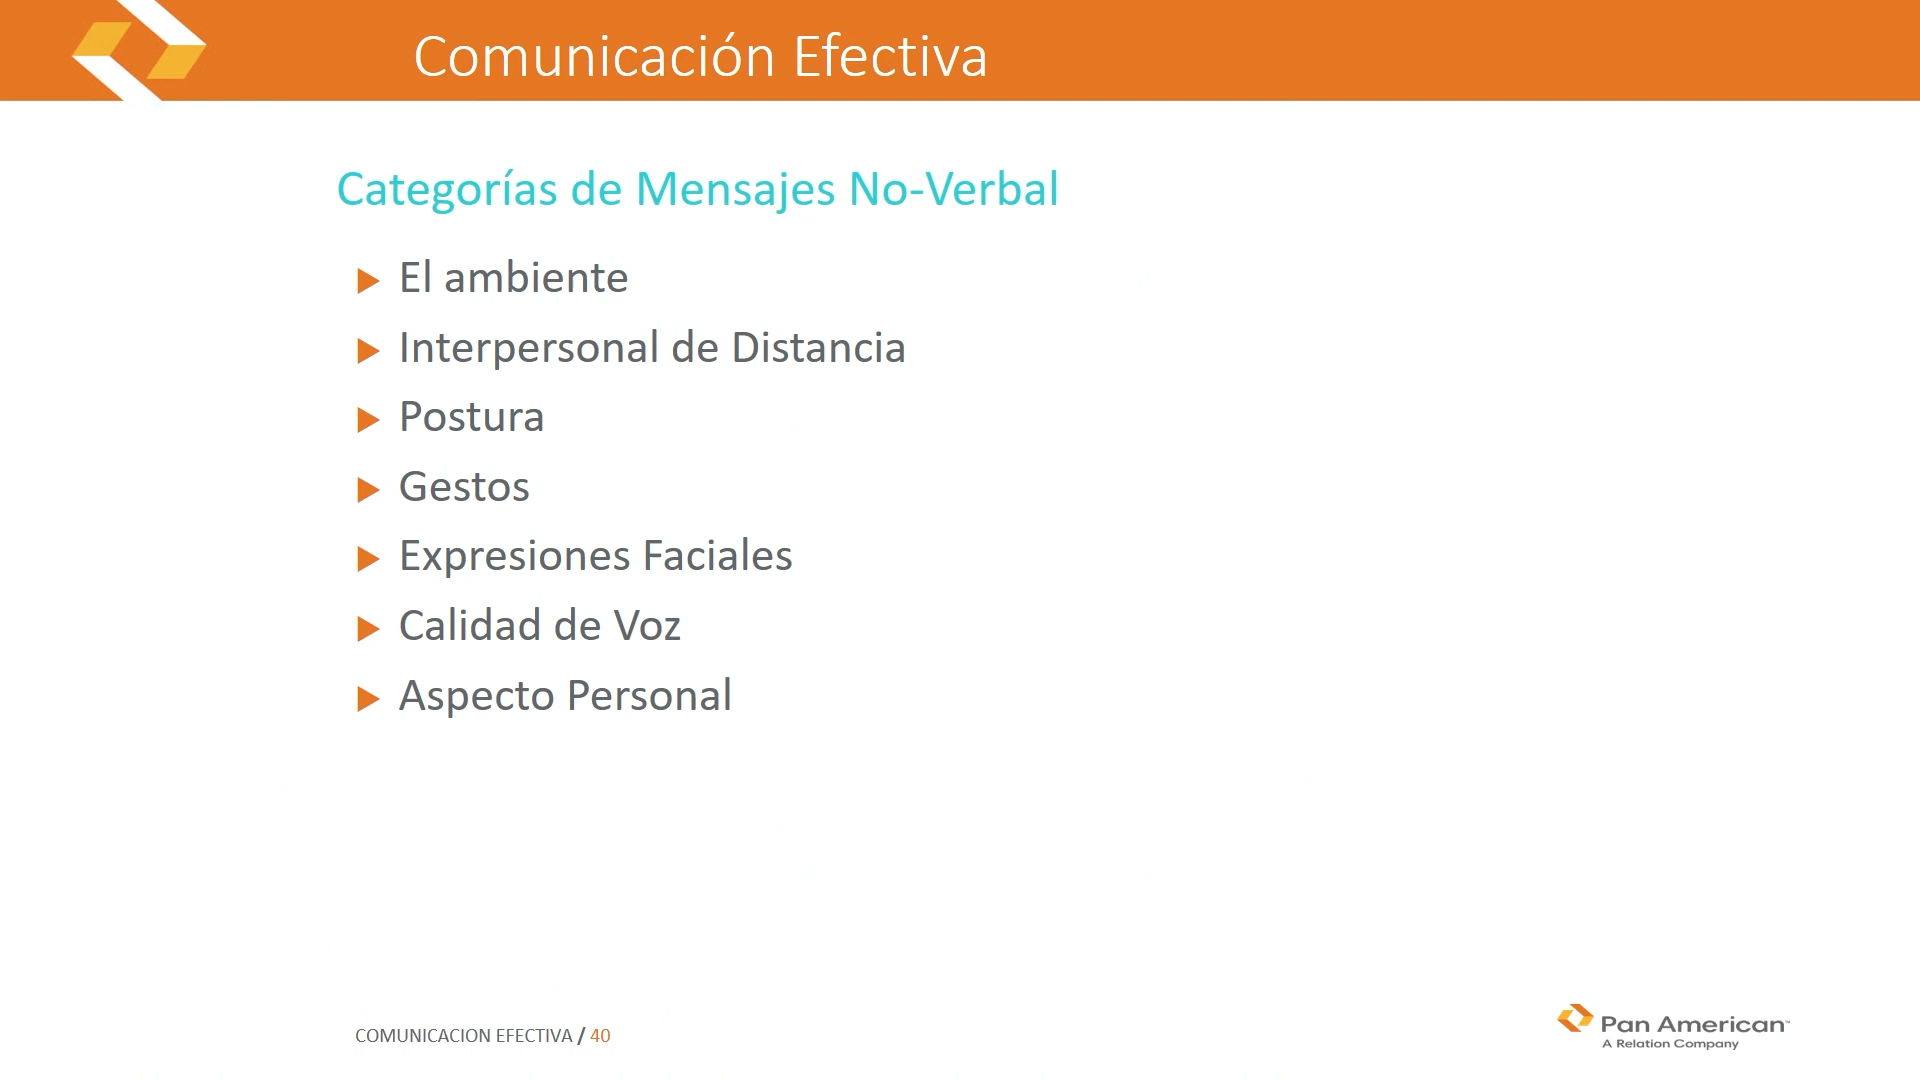 Comunicación Efectiva
Categorías de Mensajes No-Verbal
El ambiente
Interpersonal de Distancia
Postura
Gestos
Expresiones Faciales
Calidad de Voz
Aspecto Personal
COMUNICACION EFECTIVA / 40
Pan American™
A Relation Company